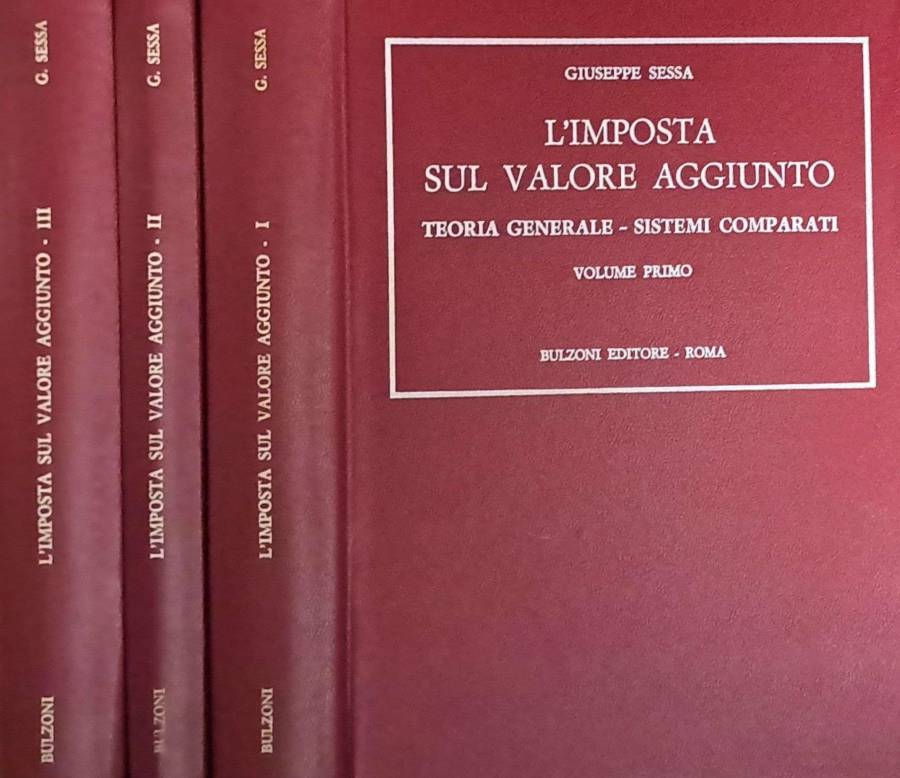 G. SESSA
L'IMPOSTA SUL VALORE AGGIUNTO - III
BULZONI
G. SESSA
L'IMPOSTA SUL VALORE AGGIUNTO - II
BULZONI
G. SESSA
L'IMPOSTA SUL VALORE AGGIUNTO - I
BULZONI
GIUSEPPE SESSA
L'IMPOSTA
SUL VALORE AGGIUNTO
TEORIA GENERALE - SISTEMI COMPARATI
VOLUME PRIMO
BULZONI EDITORE - ROMA